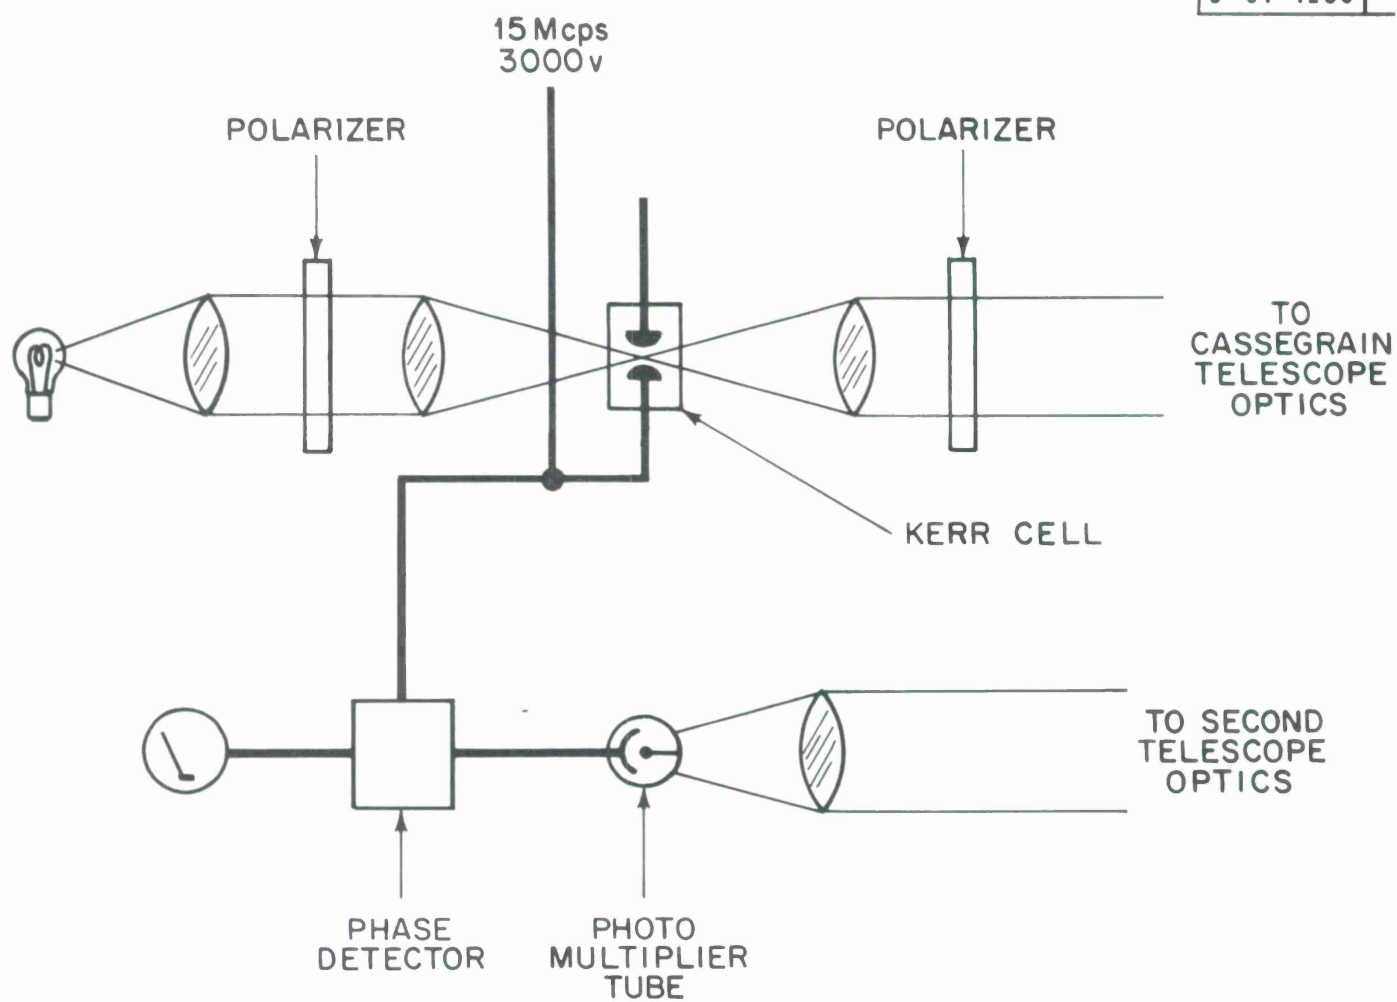 15 Mcps
3000 v
POLARIZER
POLARIZER
TO
CASSEGRAIN
TELESCOPE
OPTICS
KERR CELL
TO SECOND
TELESCOPE
OPTICS
PHASE
DETECTOR
PHOTO
MULTIPLIER
TUBE